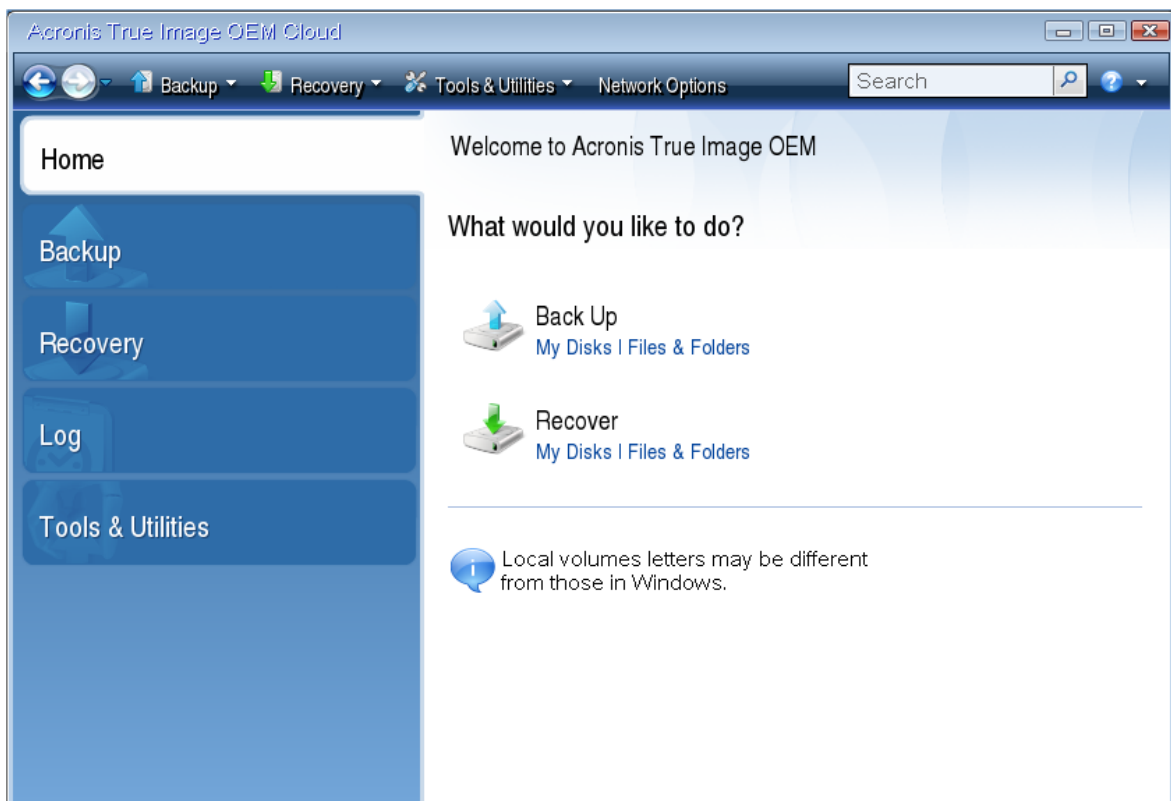 Acronis True Image OEM Cloud
Backup Recovery Tools & Utilities Network Options Search
Home
Backup
Recovery
Log
Tools & Utilities
Welcome to Acronis True Image OEM
What would you like to do?
Back Up
My Disks | Files & Folders
Recover
My Disks | Files & Folders
Local volumes letters may be different
from those in Windows.